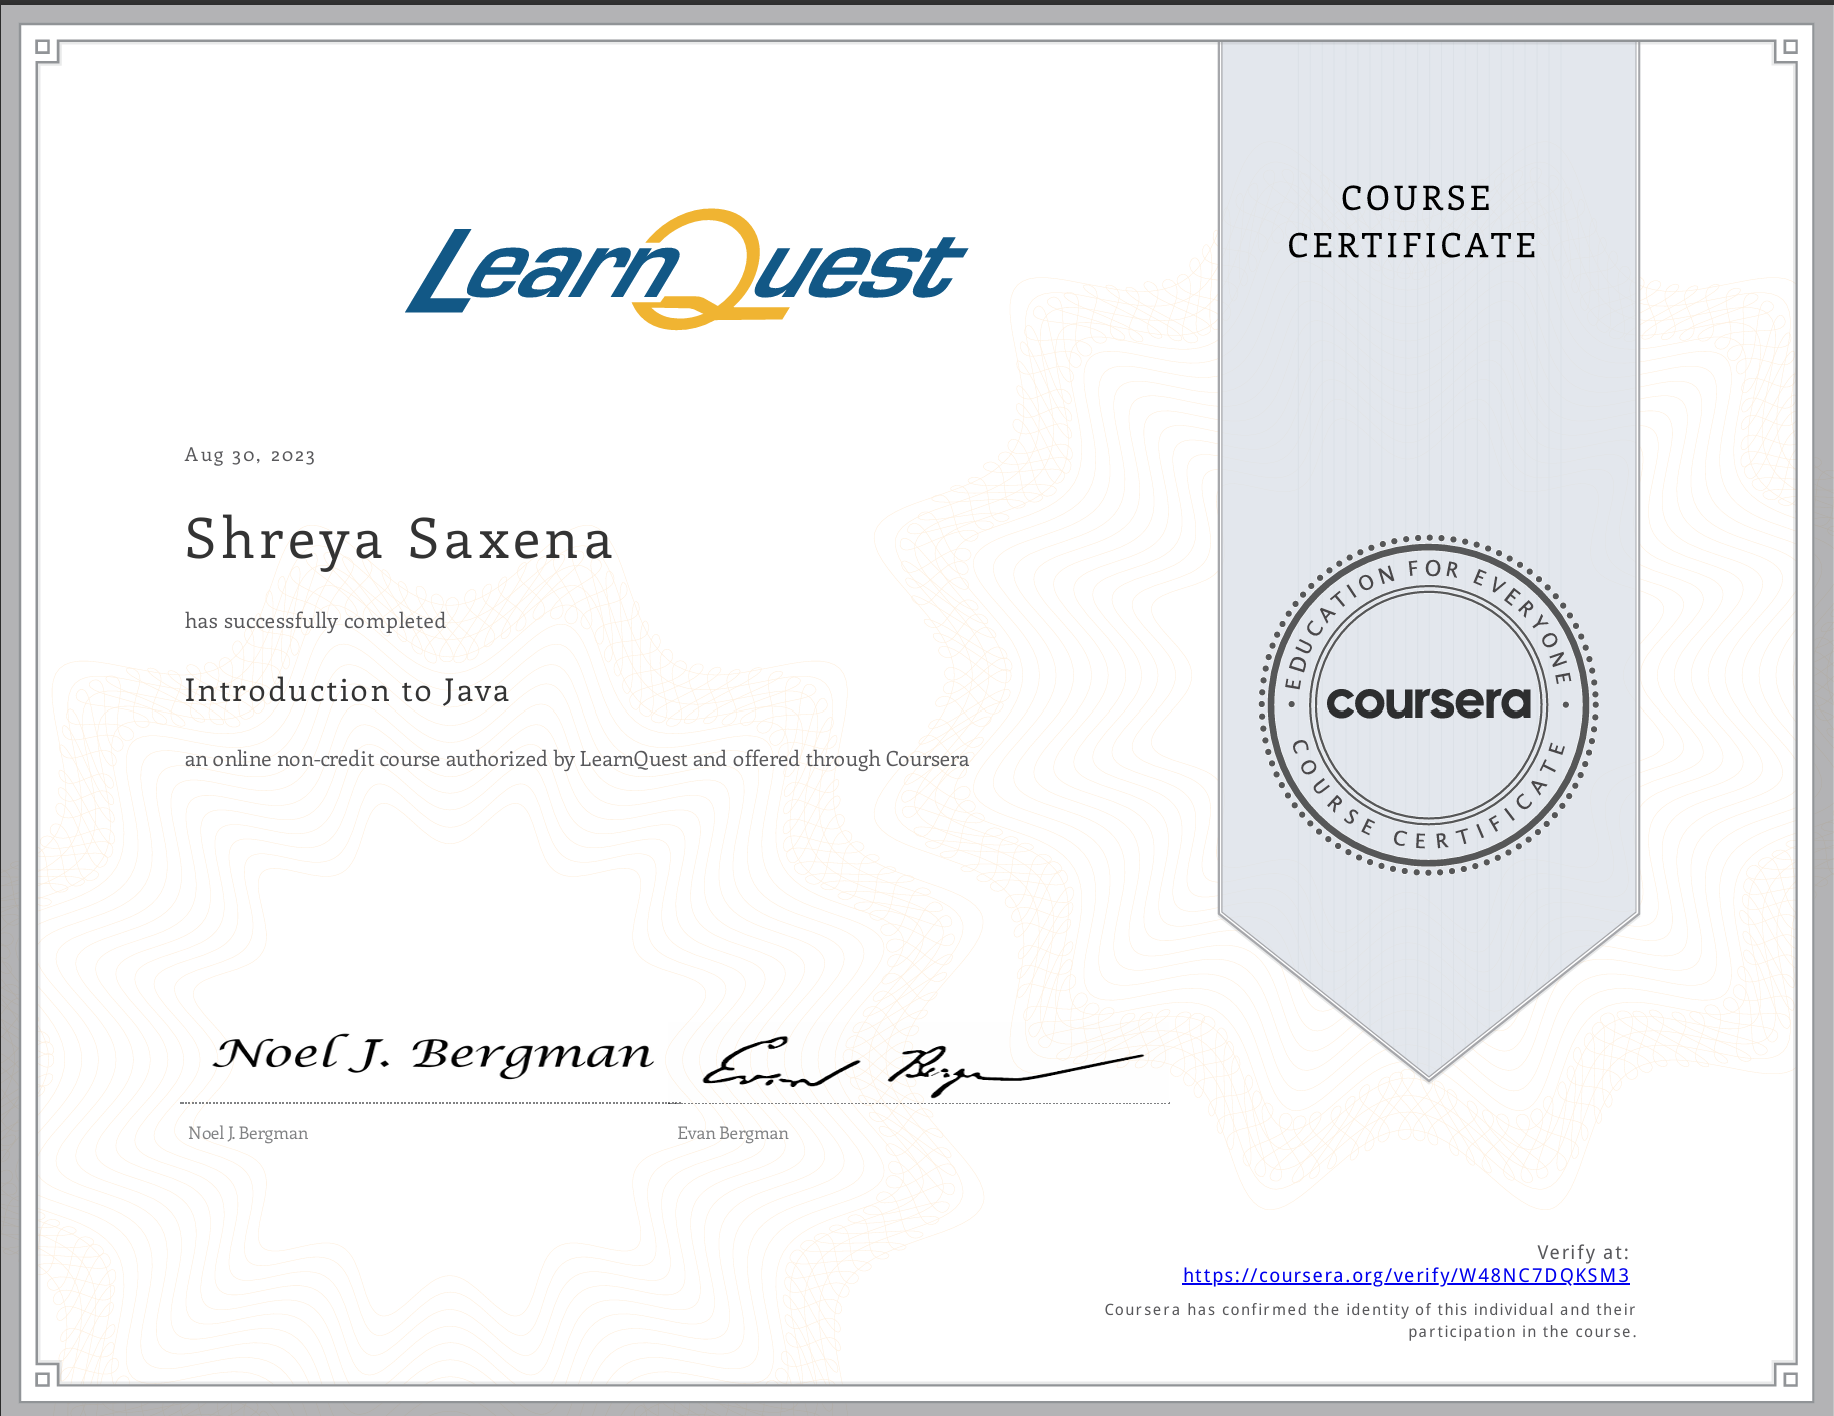 LearnQuest
COURSE
CERTIFICATE
Aug 30, 2023
Shreya Saxena
has successfully completed
Introduction to Java
an online non-credit course authorized by LearnQuest and offered through Coursera
EDUCATION FOR EVERYONE
coursera
COURSE CERTIFICATE
Noel J. Bergman
Evan Bergman
Noel J. Bergman
Evan Bergman
Verify at:
https://coursera.org/verify/W48NC7DQKSM3
Coursera has confirmed the identity of this individual and their
participation in the course.